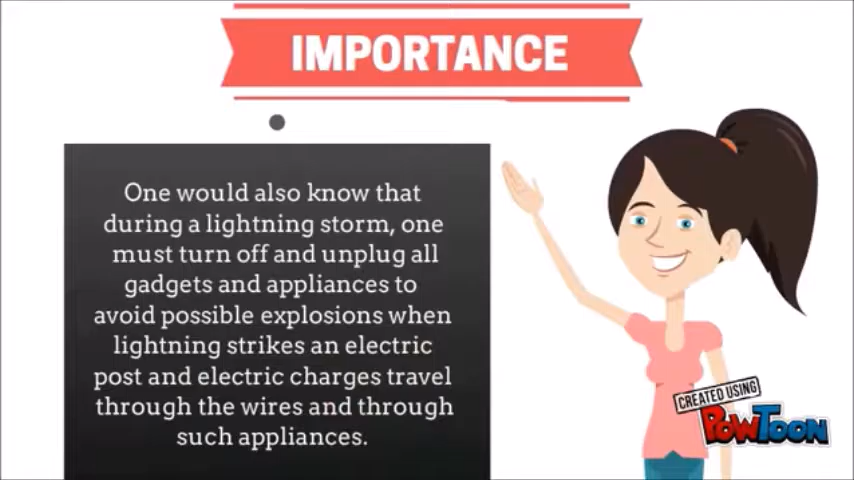 IMPORTANCE
One would also know that
during a lightning storm, one
must turn off and unplug all
gadgets and appliances to
avoid possible explosions when
lightning strikes an electric
post and electric charges travel
through the wires and through
such appliances.
CREATED USING
POWTOON